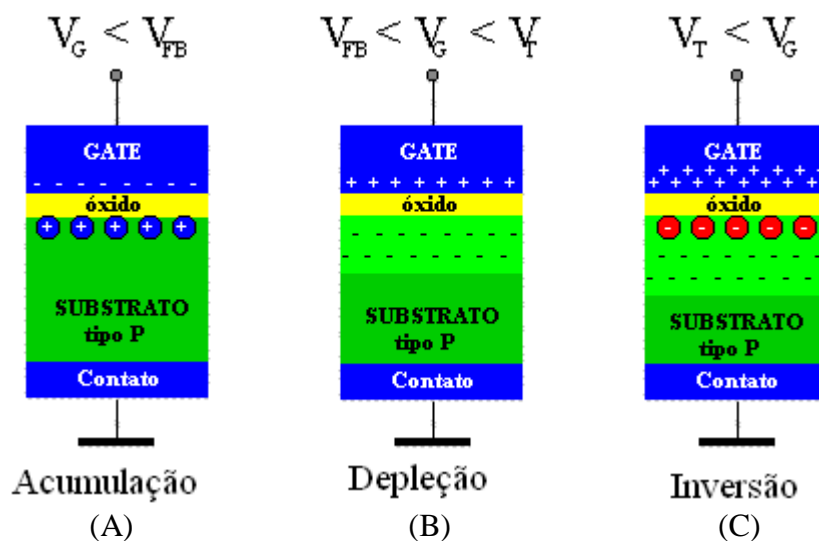 V_G < V_FB
GATE
- - - - - - -
óxido
+ + + + +
SUBSTRATO
tipo P
Contato
Acumulação
(A)
V_FB < V_G < V_T
GATE
+ + + + + + + +
óxido
- - - - - - -
- - - - - - -
SUBSTRATO
tipo P
Contato
Depleção
(B)
V_T < V_G
GATE
+ + + + + + +
+ + + + + + + +
óxido
- - - - -
- - - - - - -
- - - - - - -
SUBSTRATO
tipo P
Contato
Inversão
(C)